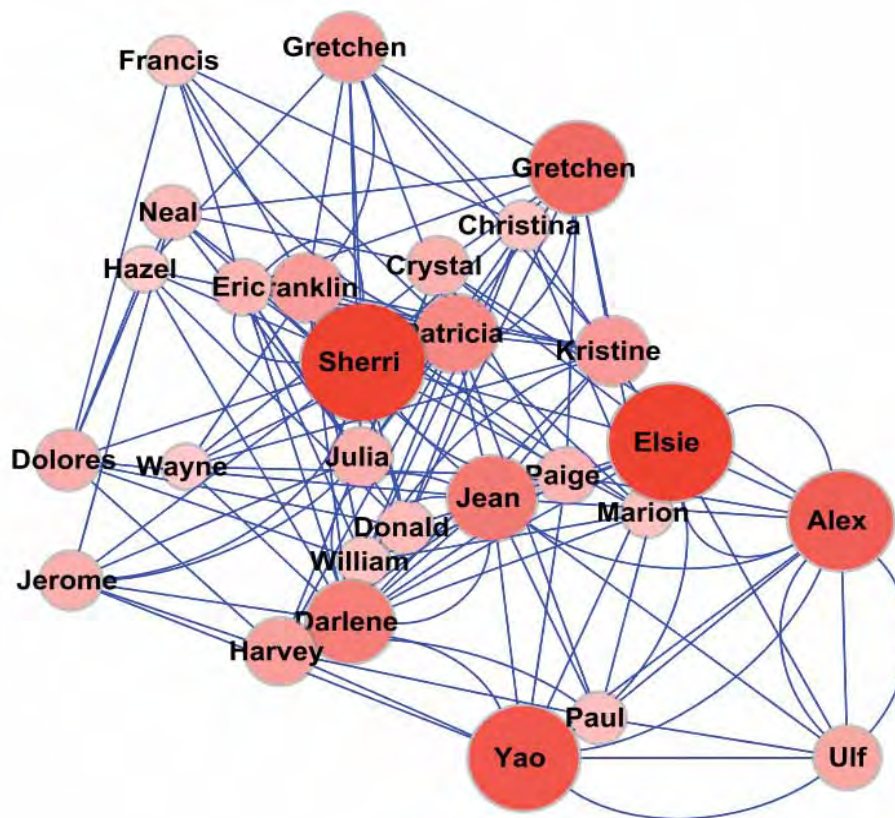 Francis
Gretchen
Gretchen
Neal
Christina
Hazel
Crystal
Eric
ranklin
atricia
Sherri
Kristine
Elsie
Dolores
Wayne
Julia
Paige
Jean
Marion
Alex
Donald
William
Jerome
Darlene
Harvey
Paul
Yao
Ulf